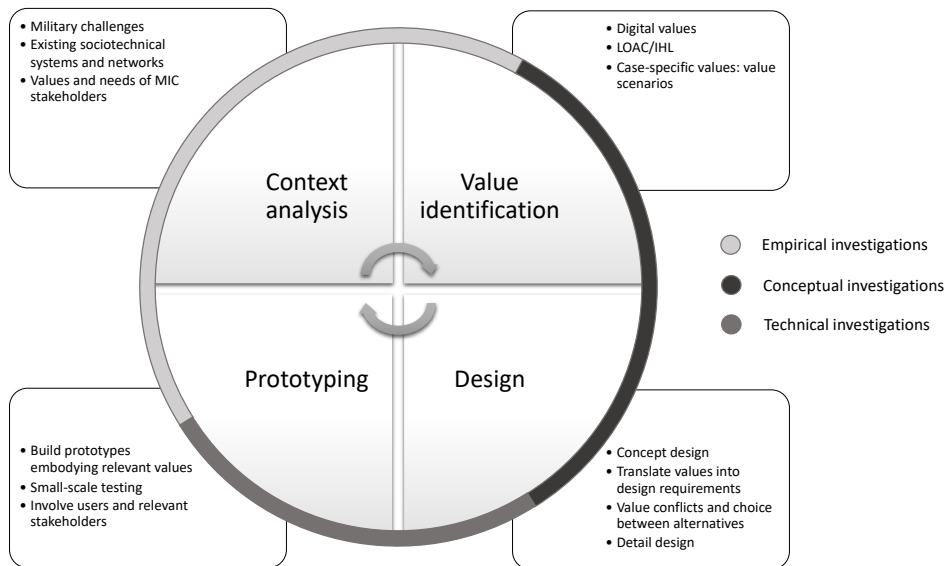 • Military challenges
• Existing sociotechnical
systems and networks
• Values and needs of MIC
stakeholders
• Digital values
• LOAC/IHL
• Case-specific values: value
scenarios
Context
analysis
Value
identification
Empirical investigations
Conceptual investigations
Technical investigations
Prototyping
Design
• Build prototypes
embodying relevant values
• Small-scale testing
• Involve users and relevant
stakeholders
• Concept design
• Translate values into
design requirements
• Value conflicts and choice
between alternatives
• Detail design